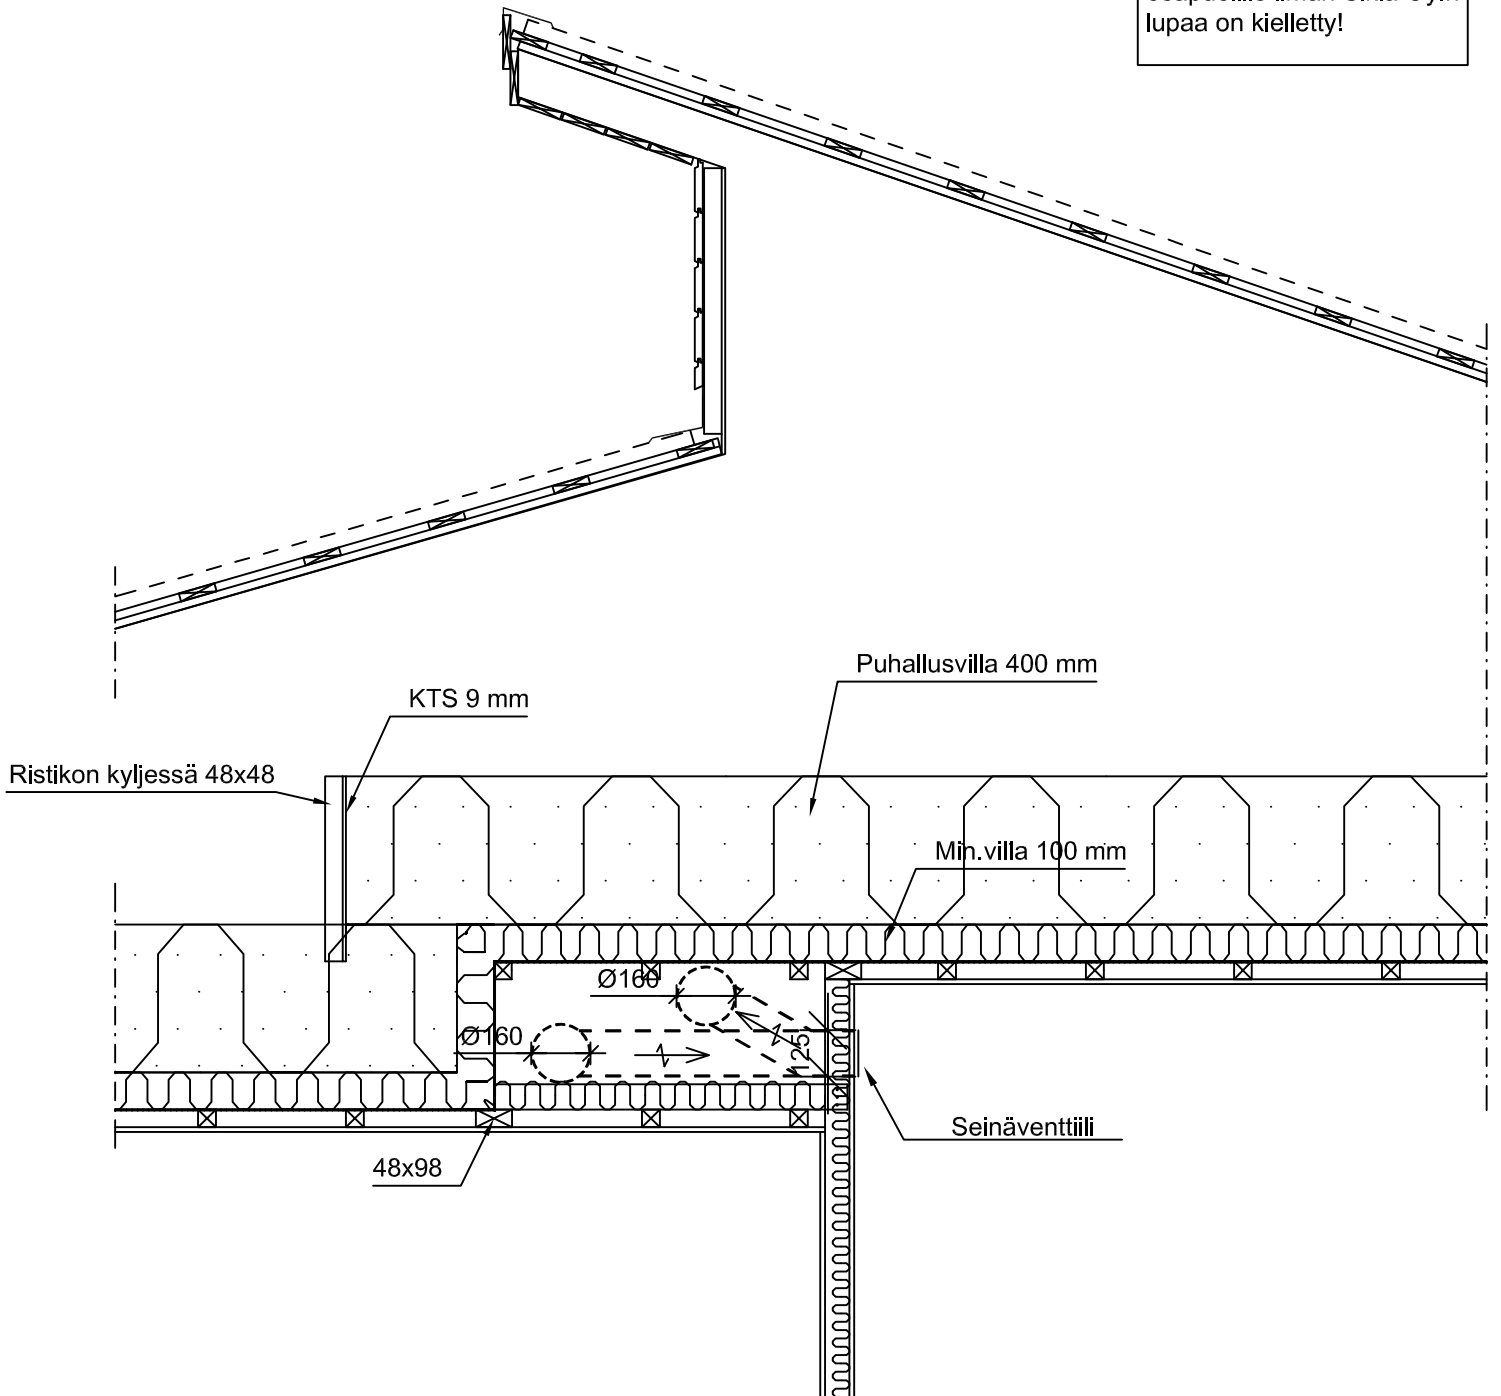 lupaa on kielletty!
Puhallusvilla 400 mm
KTS 9 mm
Ristikon kyljessä 48x48
Min.villa 100 mm
Ø160
Ø160
125
Seinäventtiili
48x98